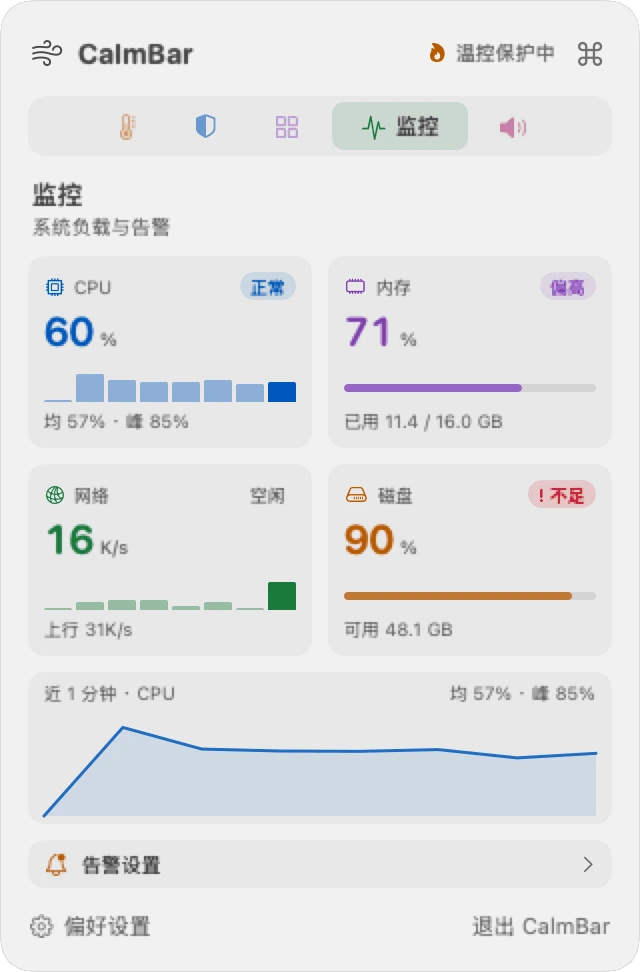 CalmBar 温控保护中
监控
监控
系统负载与告警
CPU 正常
60 %
均 57% · 峰 85%
内存 偏高
71 %
已用 11.4 / 16.0 GB
网络 空闲
16 K/s
上行 31K/s
磁盘 ! 不足
90 %
可用 48.1 GB
近 1 分钟 · CPU 均 57% · 峰 85%
告警设置
偏好设置 退出 CalmBar